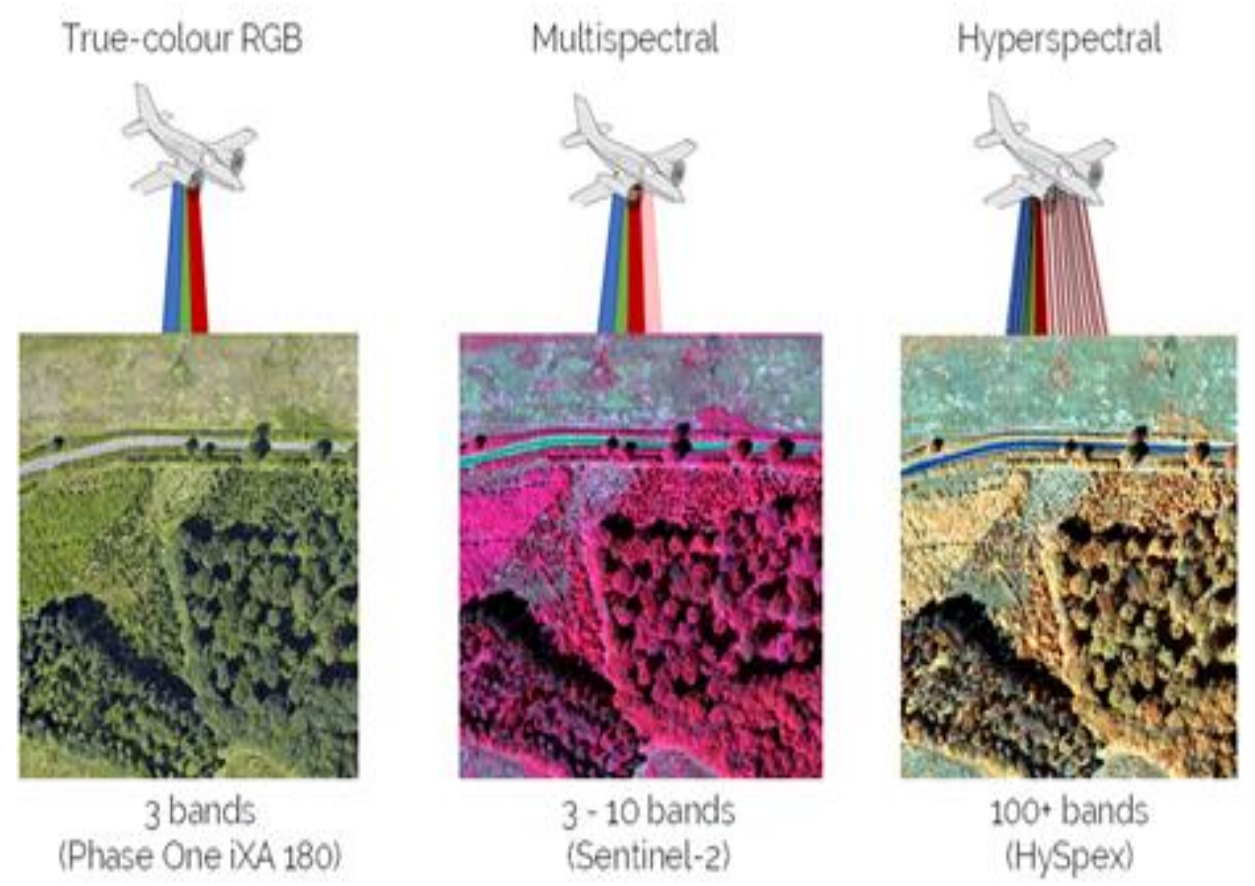 True-colour RGB
Multispectral
Hyperspectral
3 bands
(Phase One iXA 180)
3 - 10 bands
(Sentinel-2)
100+ bands
(HySpex)